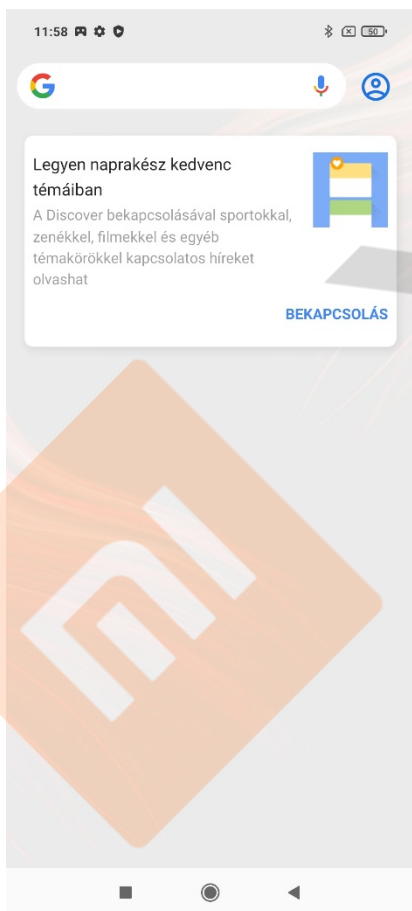 11:58
50
Legyen naprakész kedvenc
témáiban
A Discover bekapcsolásával sportokkal,
zenékkel, filmekkel és egyéb
témakörökkel kapcsolatos híreket
olvashat
BEKAPCSOLÁS